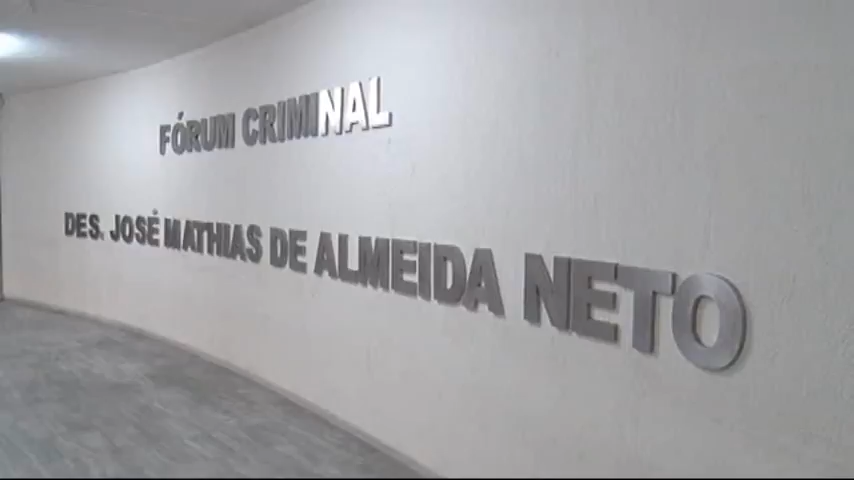 FÓRUM CRIMINAL
DES. JOSÉ MATHIAS DE ALMEIDA NETO